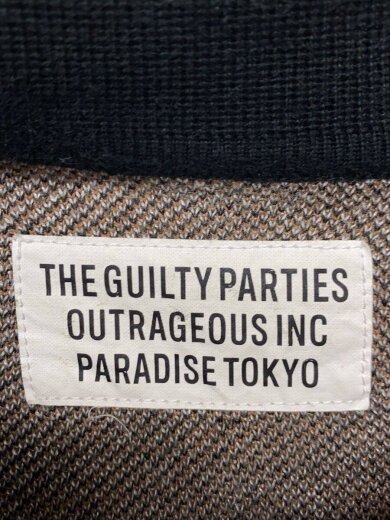 THE GUILTY PARTIES
OUTRAGEOUS INC
PARADISE TOKYO